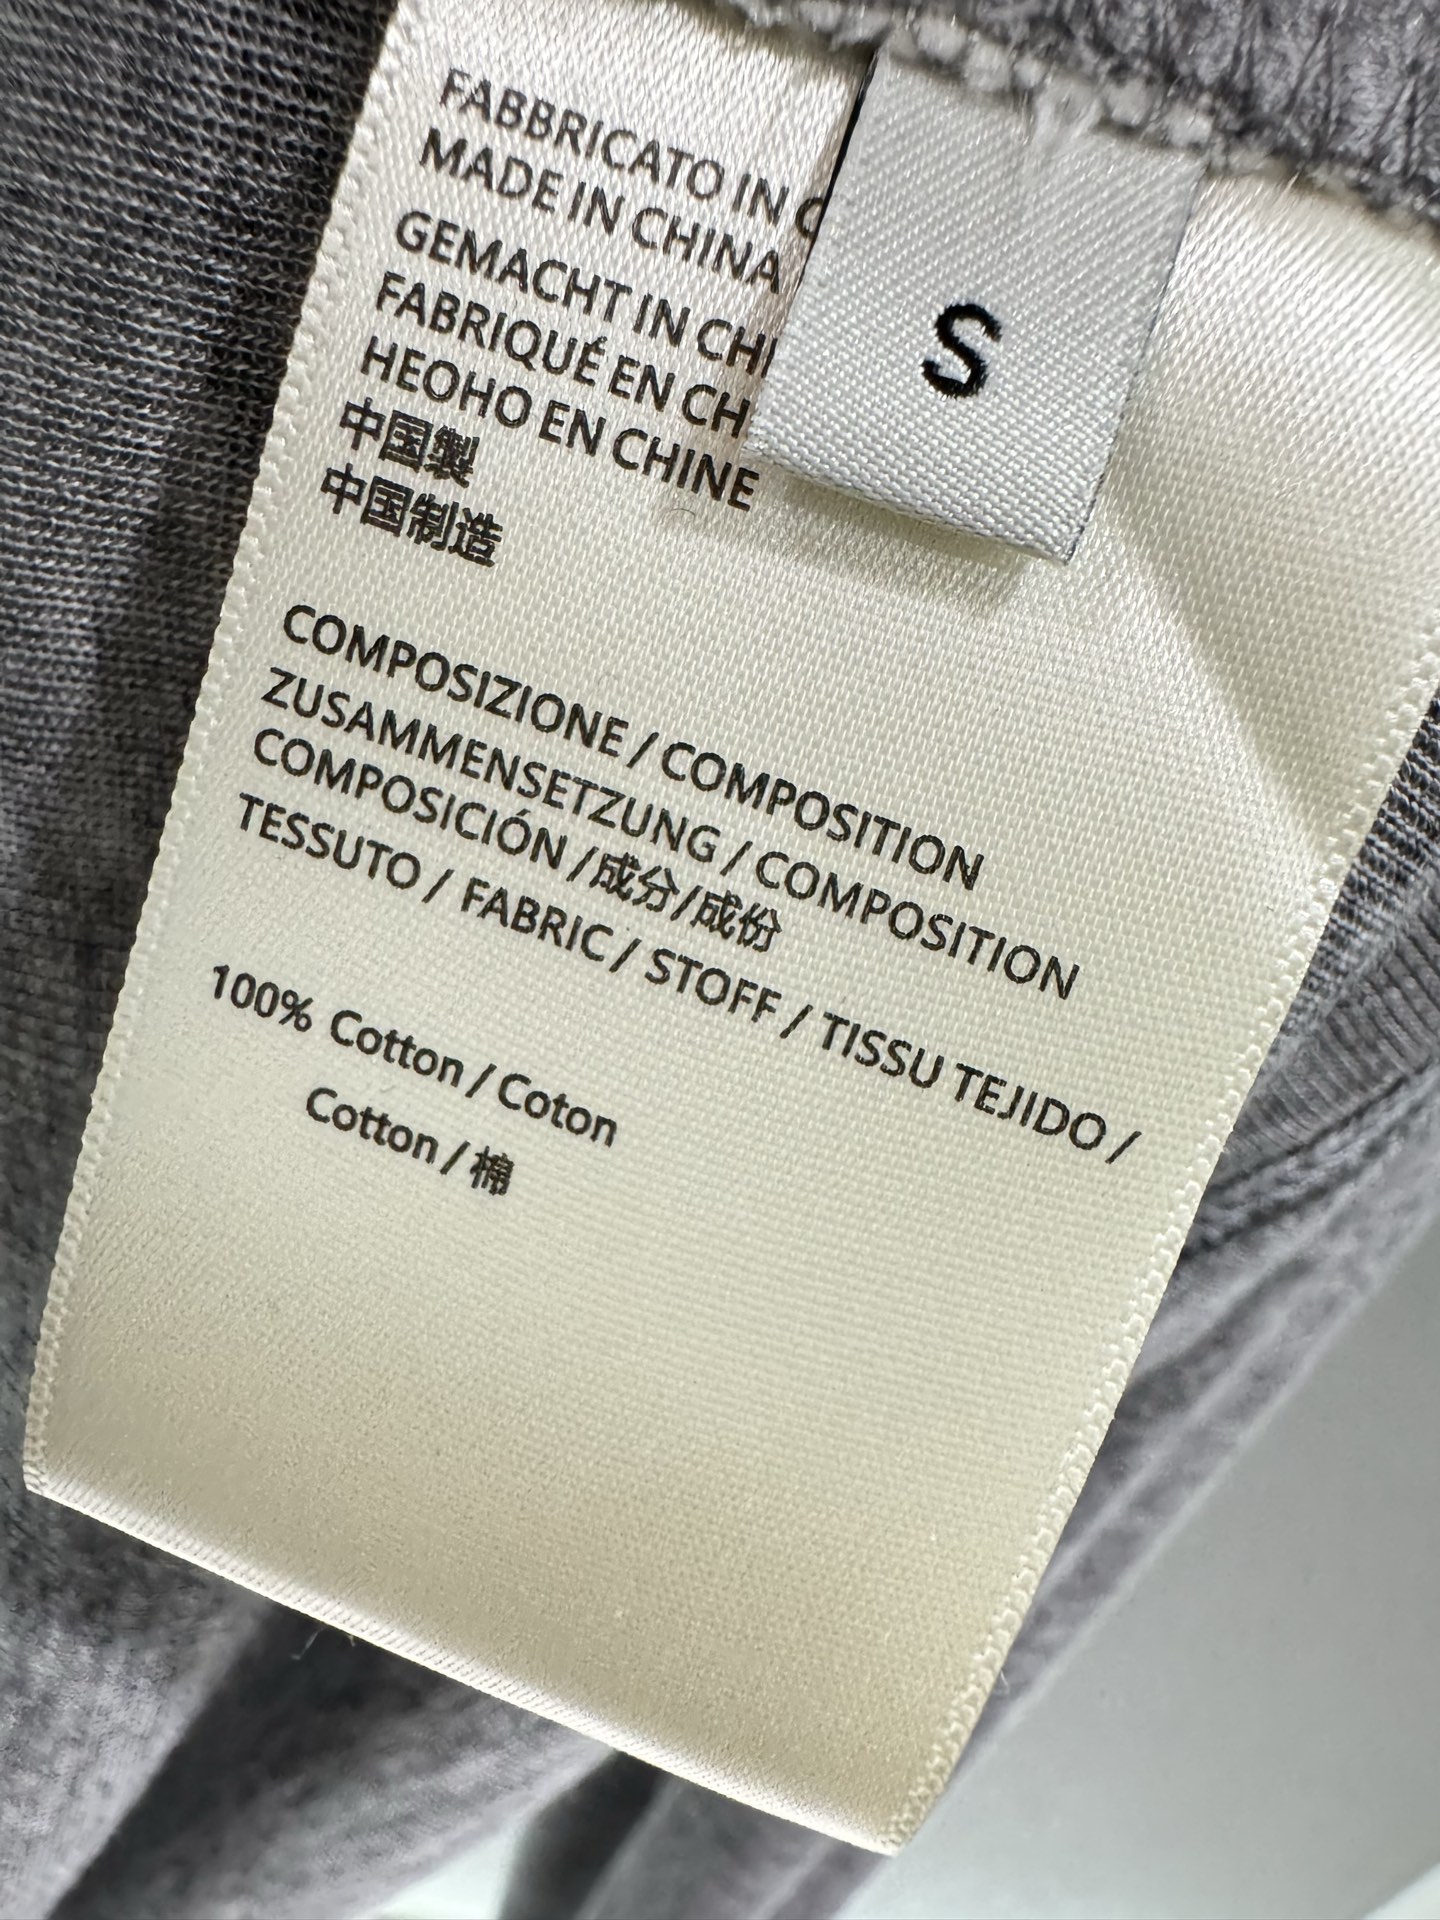 FABBRICATO IN
MADE IN CHINA
GEMACHT IN CHI
FABRIQUÉ EN CH
HEOHO EN CHINE
中国製
中国制造
S
COMPOSIZIONE / COMPOSITION
ZUSAMMENSETZUNG / COMPOSITION
COMPOSICIÓN /成分/成份
TESSUTO / FABRIC / STOFF / TISSU TEJIDO /
100% Cotton / Coton
Cotton / 棉